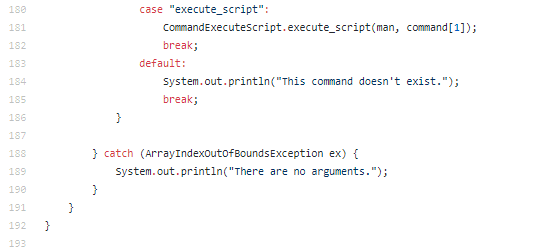 180 case "execute_script":
181 CommandExecuteScript.execute_script(man, command[1]);
182 break;
183 default:
184 System.out.println("This command doesn't exist.");
185 break;
186 }
187
188 } catch (ArrayIndexOutOfBoundsException ex) {
189 System.out.println("There are no arguments.");
190 }
191 }
192 }
193